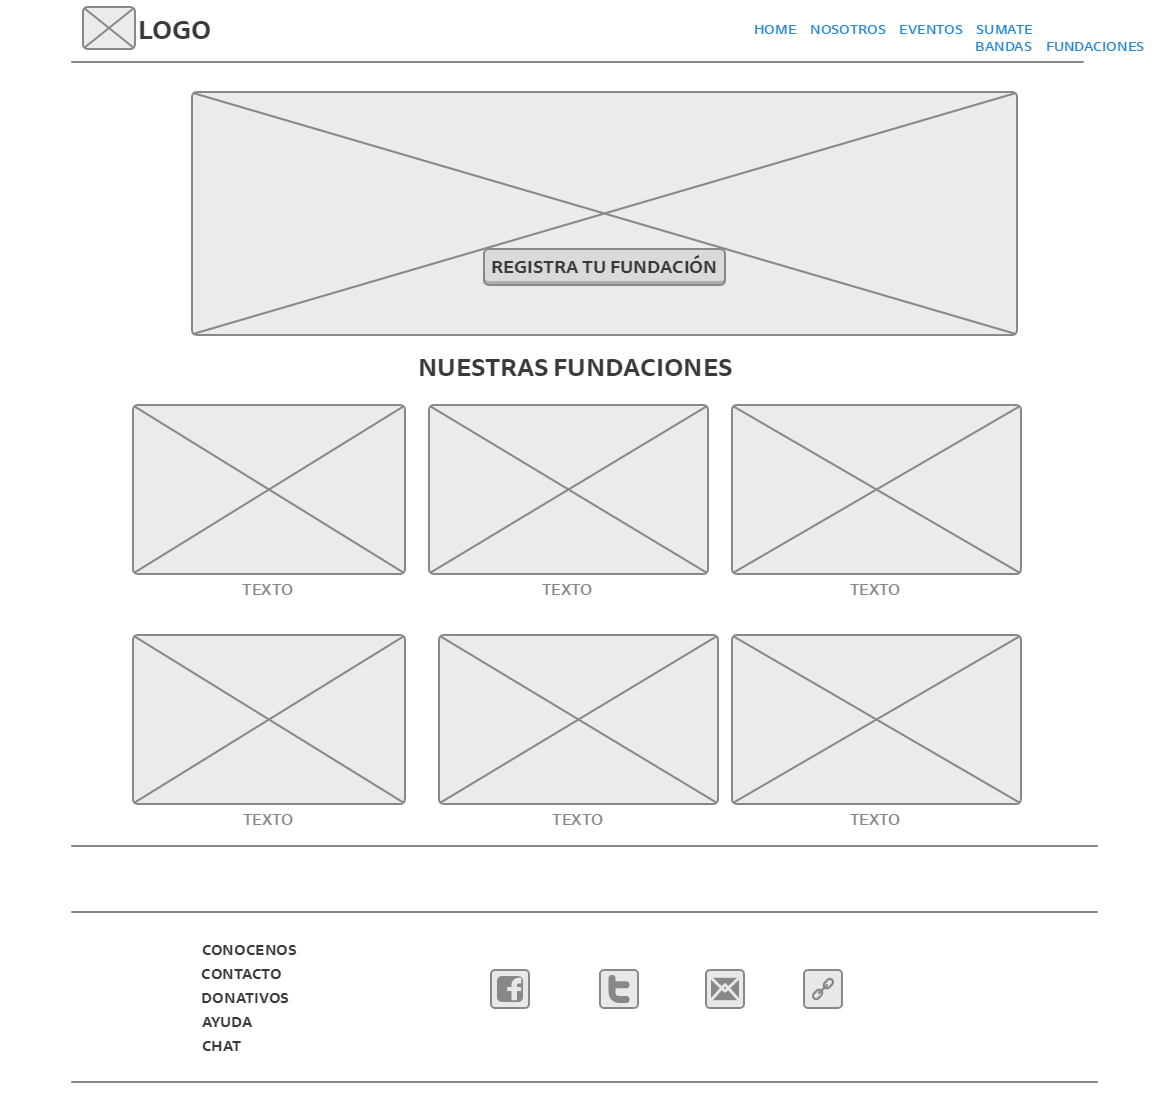 LOGO
HOME NOSOTROS EVENTOS SUMATE
BANDAS FUNDACIONES
REGISTRA TU FUNDACIÓN
NUESTRAS FUNDACIONES
TEXTO TEXTO TEXTO
TEXTO TEXTO TEXTO
CONOCENOS
CONTACTO
DONATIVOS
AYUDA
CHAT